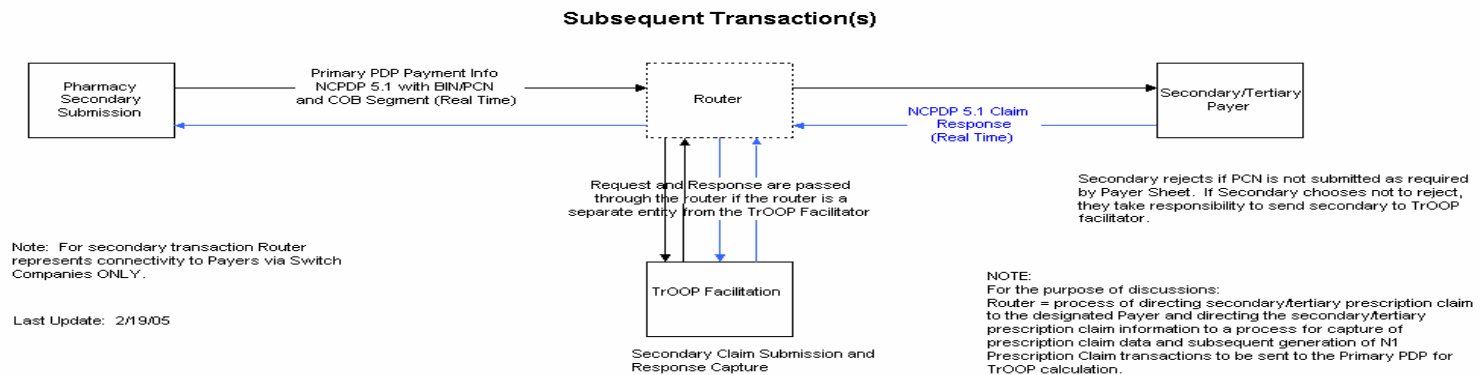 Subsequent Transaction(s)
Pharmacy
Secondary
Submission
Primary PDP Payment Info
NCPDP 5.1 with BIN/PCN
and COB Segment (Real Time)
Router
Secondary/Tertiary
Payer
NCPDP 5.1 Claim
Response
(Real Time)
Request and Response are passed
through the router if the router is a
separate entity from the TrOOP Facilitator
Secondary rejects if PCN is not submitted as required
by Payer Sheet. If Secondary chooses not to reject,
they take responsibility to send secondary to TrOOP
facilitator.
Note: For secondary transaction Router
represents connectivity to Payers via Switch
Companies ONLY.
Last Update: 2/19/05
TrOOP Facilitation
Secondary Claim Submission and
Response Capture
NOTE:
For the purpose of discussions:
Router = process of directing secondary/tertiary prescription claim
to the designated Payer and directing the secondary/tertiary
prescription claim information to a process for capture of
prescription claim data and subsequent generation of N1
Prescription Claim transactions to be sent to the Primary PDP for
TrOOP calculation.